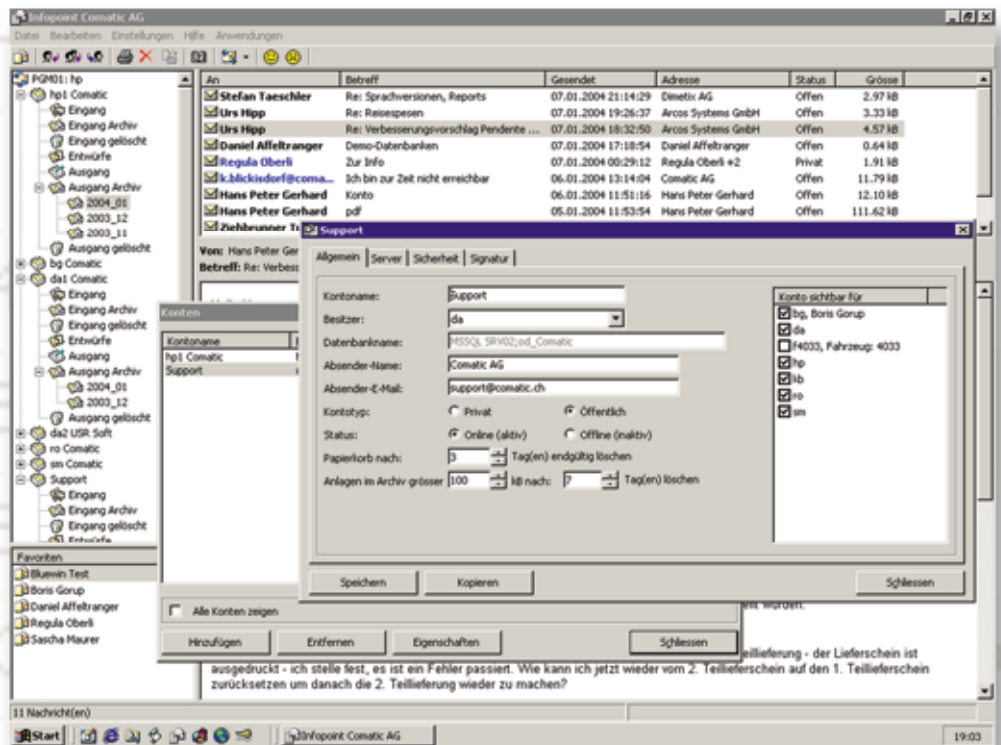 Infopoint Comatic AG
Datei Bearbeiten Einstellungen Hilfe Anwendungen
PGM01: hp
hp1 Comatic
Eingang
Eingang Archiv
Eingang gelöscht
Entwürfe
Ausgang
Ausgang Archiv
2004_01
2003_12
2003_11
Ausgang gelöscht
bg Comatic
da1 Comatic
Eingang
Eingang Archiv
Eingang gelöscht
Entwürfe
Ausgang
Ausgang Archiv
2004_01
2003_12
Ausgang gelöscht
da2 USR Soft
ro Comatic
sm Comatic
Support
Eingang
Eingang Archiv
Eingang gelöscht
Entwürfe
Favoriten
Bluewin Test
Boris Gorup
Daniel Affeltranger
Regula Oberli
Sascha Maurer
An Betreff Gesendet Adresse Status Grösse
Stefan Taeschler Re: Sprachversionen, Reports 07.01.2004 21:14:29 Dimetix AG Offen 2.97 kB
Urs Hipp Re: Reisespesen 07.01.2004 19:26:37 Arcos Systems GmbH Offen 3.33 kB
Urs Hipp Re: Verbesserungsvorschlag Pendente ... 07.01.2004 18:32:50 Arcos Systems GmbH Offen 4.57 kB
Daniel Affeltranger Demo-Datenbanken 07.01.2004 17:18:54 Daniel Affeltranger Offen 0.64 kB
Regula Oberli Zur Info 07.01.2004 00:29:12 Regula Oberli +2 Privat 1.91 kB
k.blickisdorf@coma... Ich bin zur Zeit nicht erreichbar 06.01.2004 13:14:04 Comatic AG Offen 11.79 kB
Hans Peter Gerhard Konto 06.01.2004 11:51:16 Hans Peter Gerhard Offen 12.10 kB
Hans Peter Gerhard pdf 05.01.2004 11:53:54 Hans Peter Gerhard Offen 111.62 kB
Ziehbrunner
Von: Hans Peter Ger
Betreff: Re: Verbess
Konten
Kontoname
hp1 Comatic
Support
Alle Konten zeigen
Hinzufügen Entfernen Eigenschaften Schliessen
Support
Allgemein Server Sicherheit Signatur
Kontoname: Support
Besitzer: da
Datenbankname: MSSQL SRV02;od_Comatic
Absender-Name: Comatic AG
Absender-E-Mail: support@comatic.ch
Kontotyp: Privat Öffentlich
Status: Online (aktiv) Offline (inaktiv)
Papierkorb nach: 3 Tag(en) endgültig löschen
Anlagen im Archiv grösser 100 kB nach: 7 Tag(en) löschen
Konto sichtbar für
bg, Boris Gorup
da
f4033, Fahrzeug: 4033
hp
kb
ro
sm
Speichern Kopieren Schliessen
eillieferung - der Lieferschein ist
ausgedruckt - ich stelle fest, es ist ein Fehler passiert. Wie kann ich jetzt wieder vom 2. Teillieferschein auf den 1. Teillieferschein
zurücksetzen um danach die 2. Teillieferung wieder zu machen?
11 Nachricht(en)
Start Infopoint Comatic AG 19:03